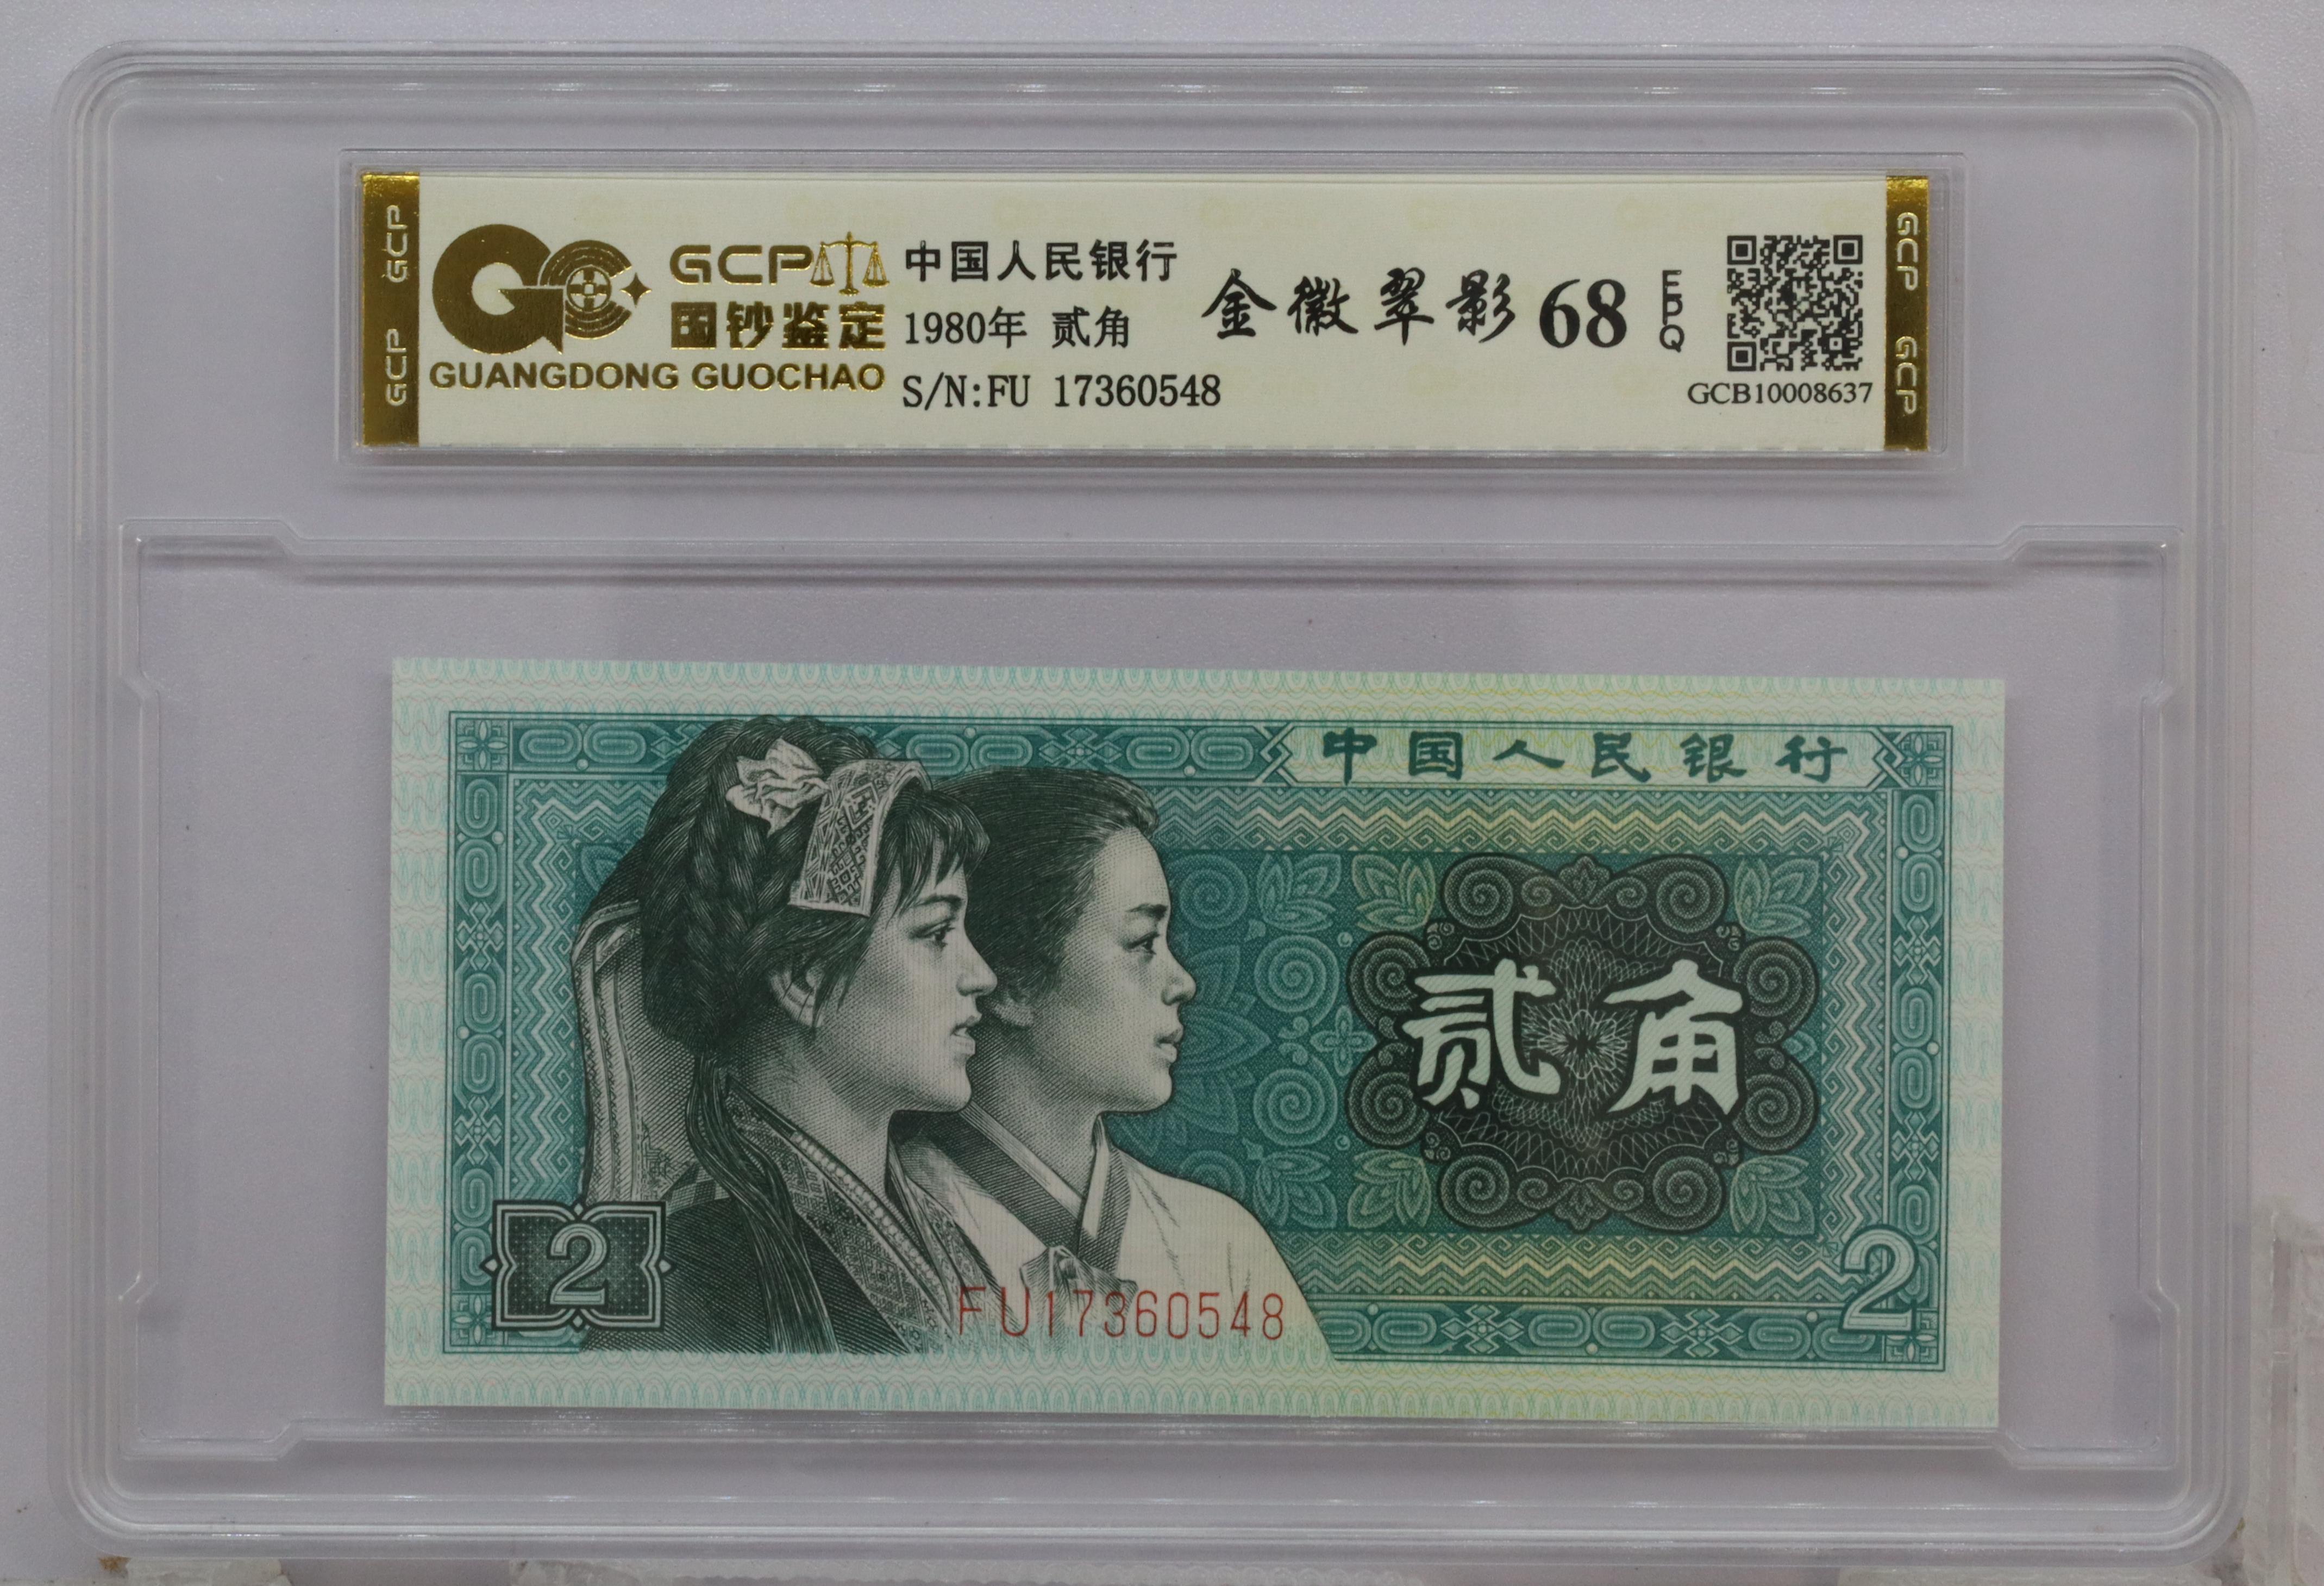 GCP
GCP
GC
GCP
国钞鉴定
GUANGDONG GUOCHAO
中国人民银行
1980年 贰角
S/N:FU 17360548
金徽翠影 68 EPQ
GCB10008637
GCP
GCP
中国人民银行
贰角
2
FU17360548
2